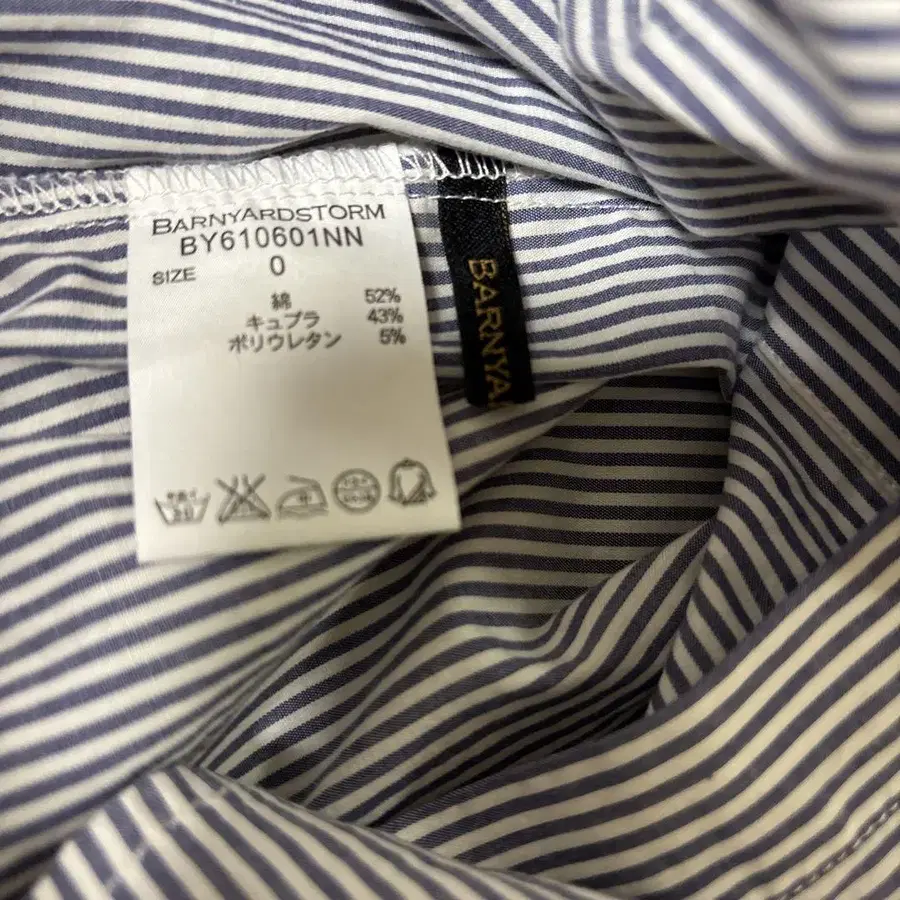 BARNYARDSTORM
BY610601NN
SIZE 0
綿 52%
キュプラ 43%
ポリウレタン 5%
BARNYA